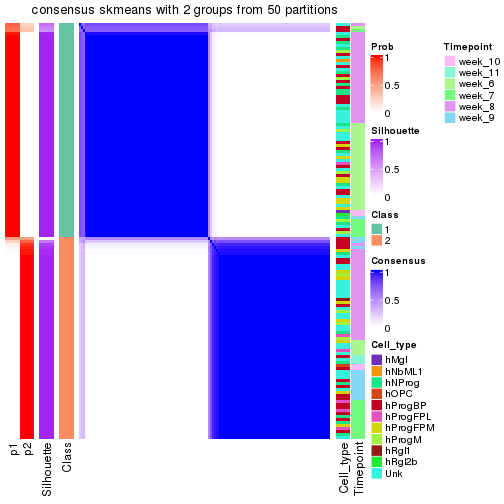 consensus skmeans with 2 groups from 50 partitions
Prob
1
0.5
0
Silhouette
1
0.5
0
Class
1
2
Consensus
1
0.5
0
Cell_type
hMgl
hNbML1
hNProg
hOPC
hProgBP
hProgFPL
hProgFPM
hProgM
hRgl1
hRgl2b
Unk
Timepoint
week_10
week_11
week_6
week_7
week_8
week_9
p1
p2
Silhouette
Class
Cell_type
Timepoint